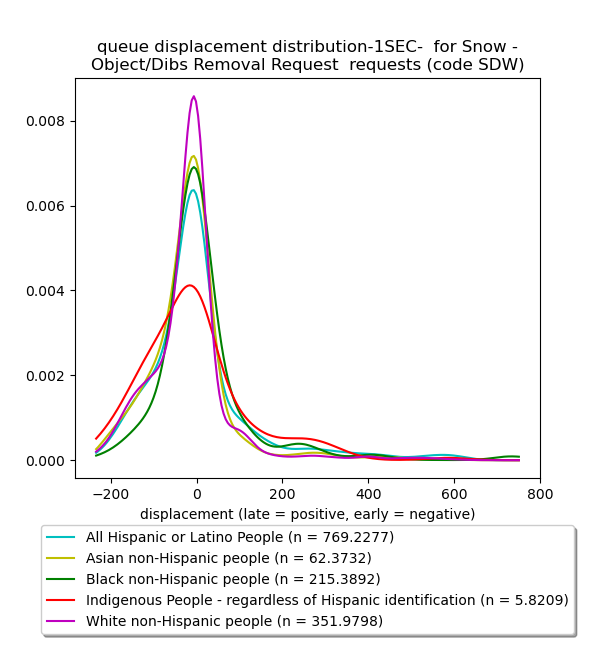 queue displacement distribution-1SEC-  for Snow -
Object/Dibs Removal Request  requests (code SDW)
0.008
0.006
0.004
0.002
0.000
−200 0 200 400 600 800
displacement (late = positive, early = negative)
All Hispanic or Latino People (n = 769.2277)
Asian non-Hispanic people (n = 62.3732)
Black non-Hispanic people (n = 215.3892)
Indigenous People - regardless of Hispanic identification (n = 5.8209)
White non-Hispanic people (n = 351.9798)